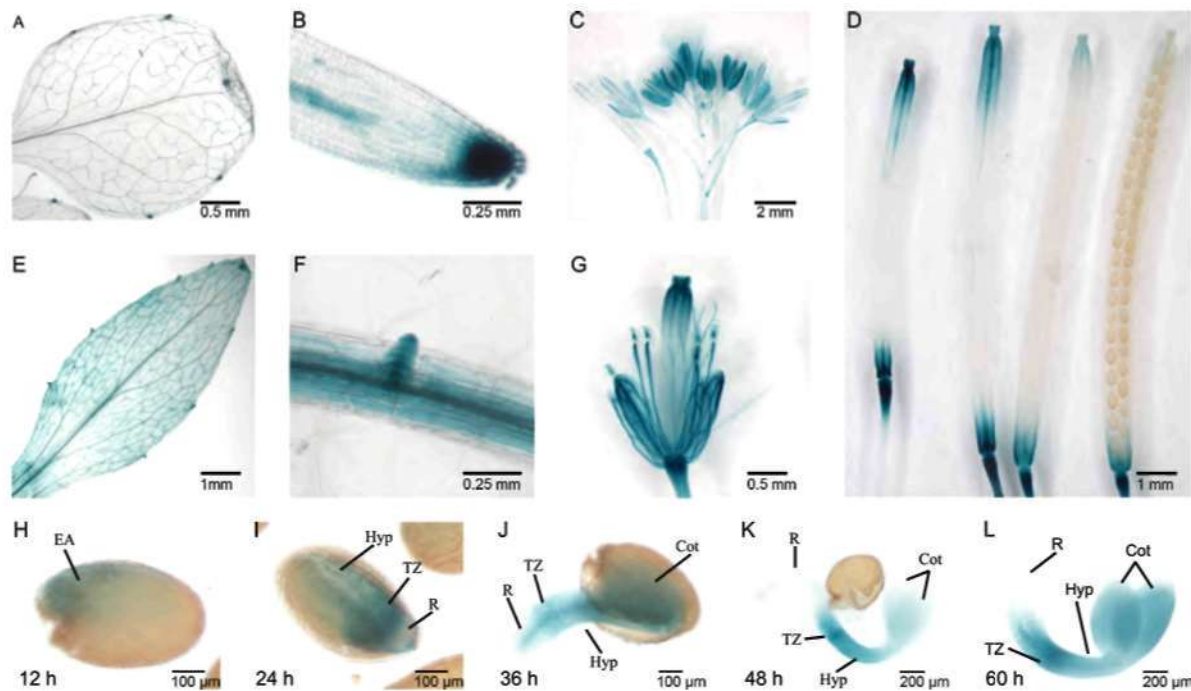 A
0.5 mm
B
0.25 mm
C
2 mm
D
1 mm
E
1mm
F
0.25 mm
G
0.5 mm
H
EA
12 h
100 µm
I
Hyp
TZ
R
24 h
100 µm
J
Cot
TZ
R
Hyp
36 h
100 µm
K
R
Cot
TZ
Hyp
48 h
200 µm
L
R
Cot
Hyp
TZ
60 h
200 µm